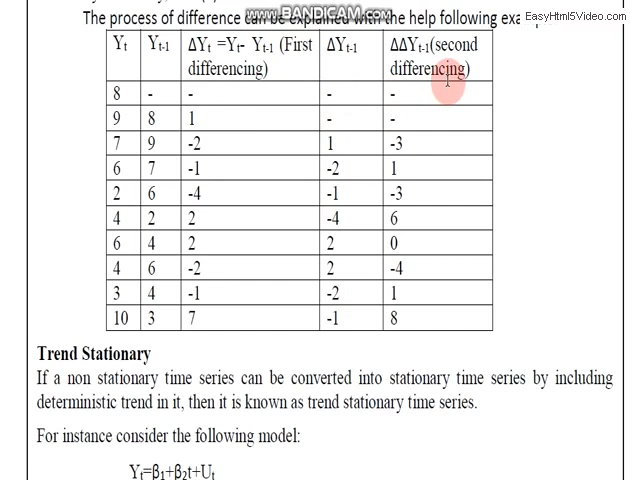 The process of difference can be explained with the help following
www.BANDICAM.com
EasyHtml5Video.com
Yt Yt-1 ΔYt =Yt- Yt-1 (First differencing) ΔYt-1 ΔΔYt-1(second differencing)
8 - - - -
9 8 1 - -
7 9 -2 1 -3
6 7 -1 -2 1
2 6 -4 -1 -3
4 2 2 -4 6
6 4 2 2 0
4 6 -2 2 -4
3 4 -1 -2 1
10 3 7 -1 8
Trend Stationary
If a non stationary time series can be converted into stationary time series by including
deterministic trend in it, then it is known as trend stationary time series.
For instance consider the following model:
Yt=β1+β2t+Ut